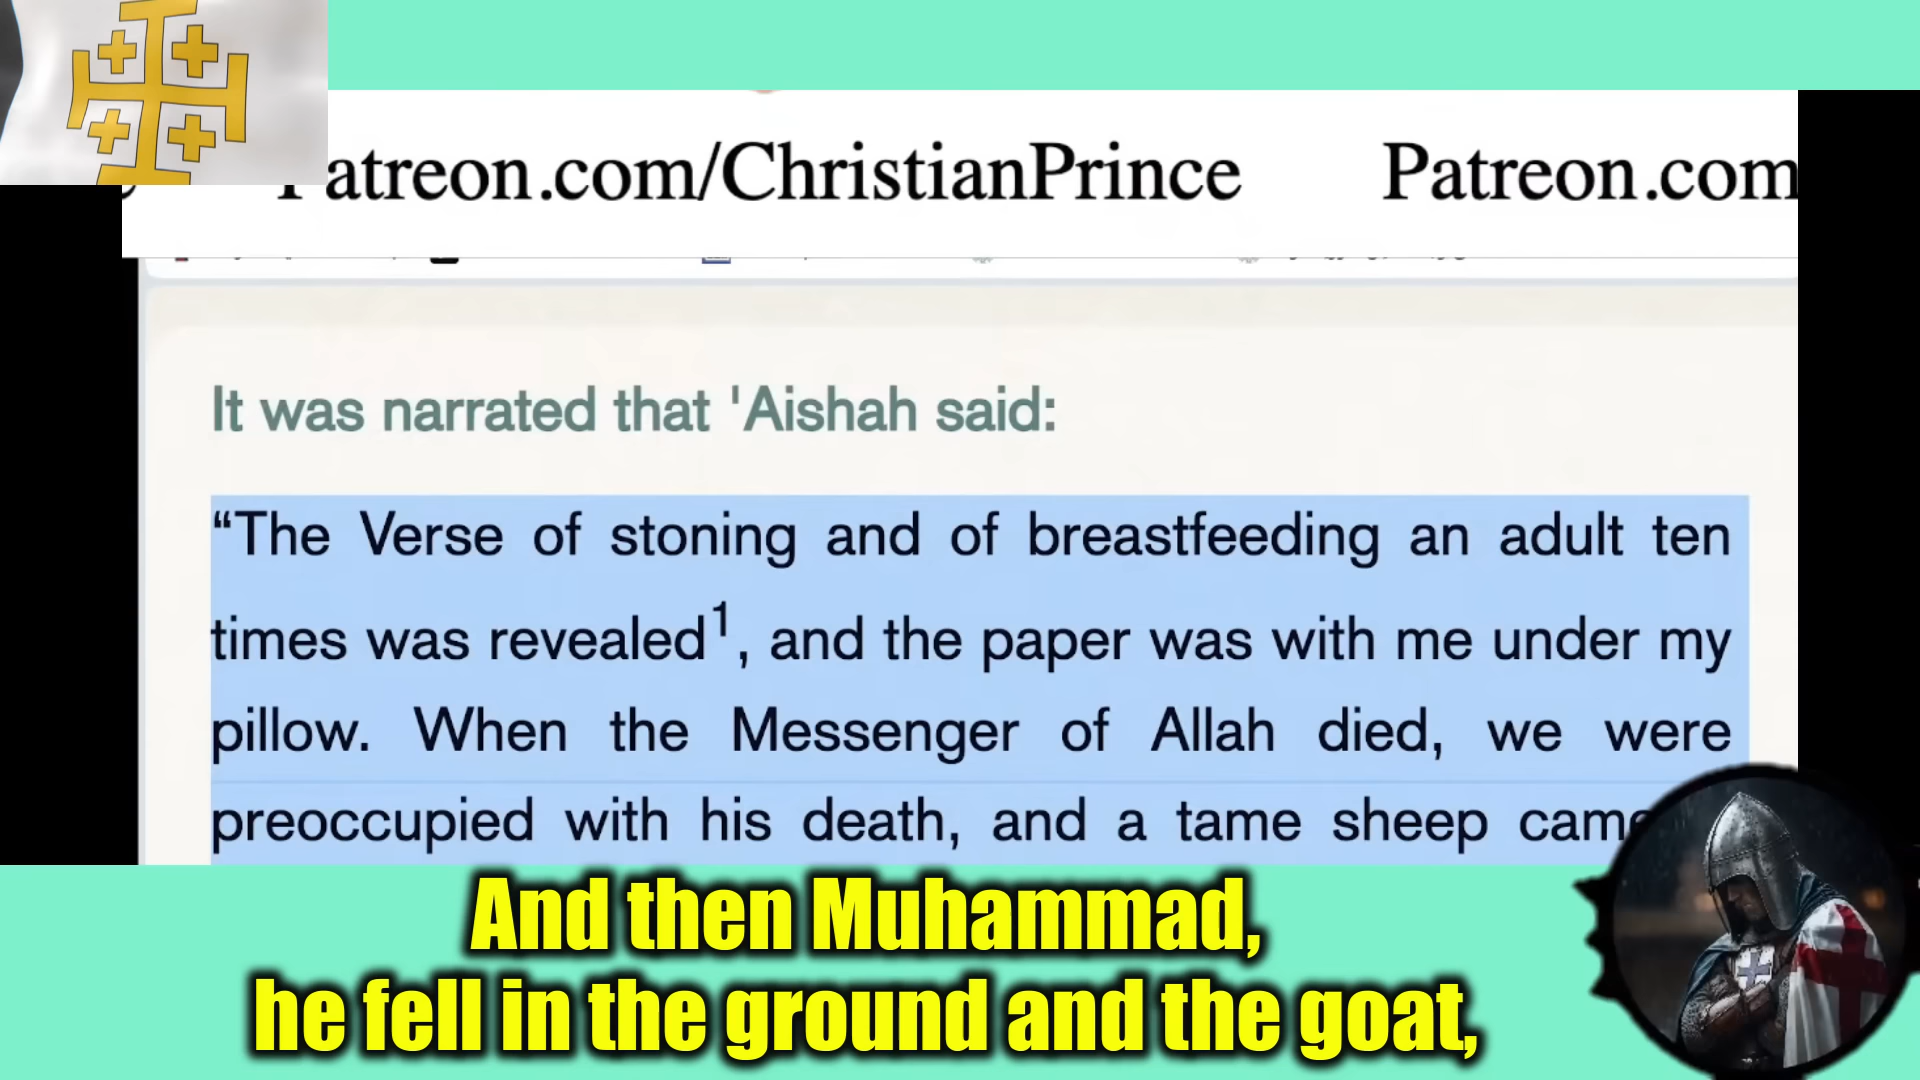 Patreon.com/ChristianPrince Patreon.com
It was narrated that 'Aishah said:
“The Verse of stoning and of breastfeeding an adult ten
times was revealed¹, and the paper was with me under my
pillow. When the Messenger of Allah died, we were
preoccupied with his death, and a tame sheep came
And then Muhammad,
he fell in the ground and the goat,